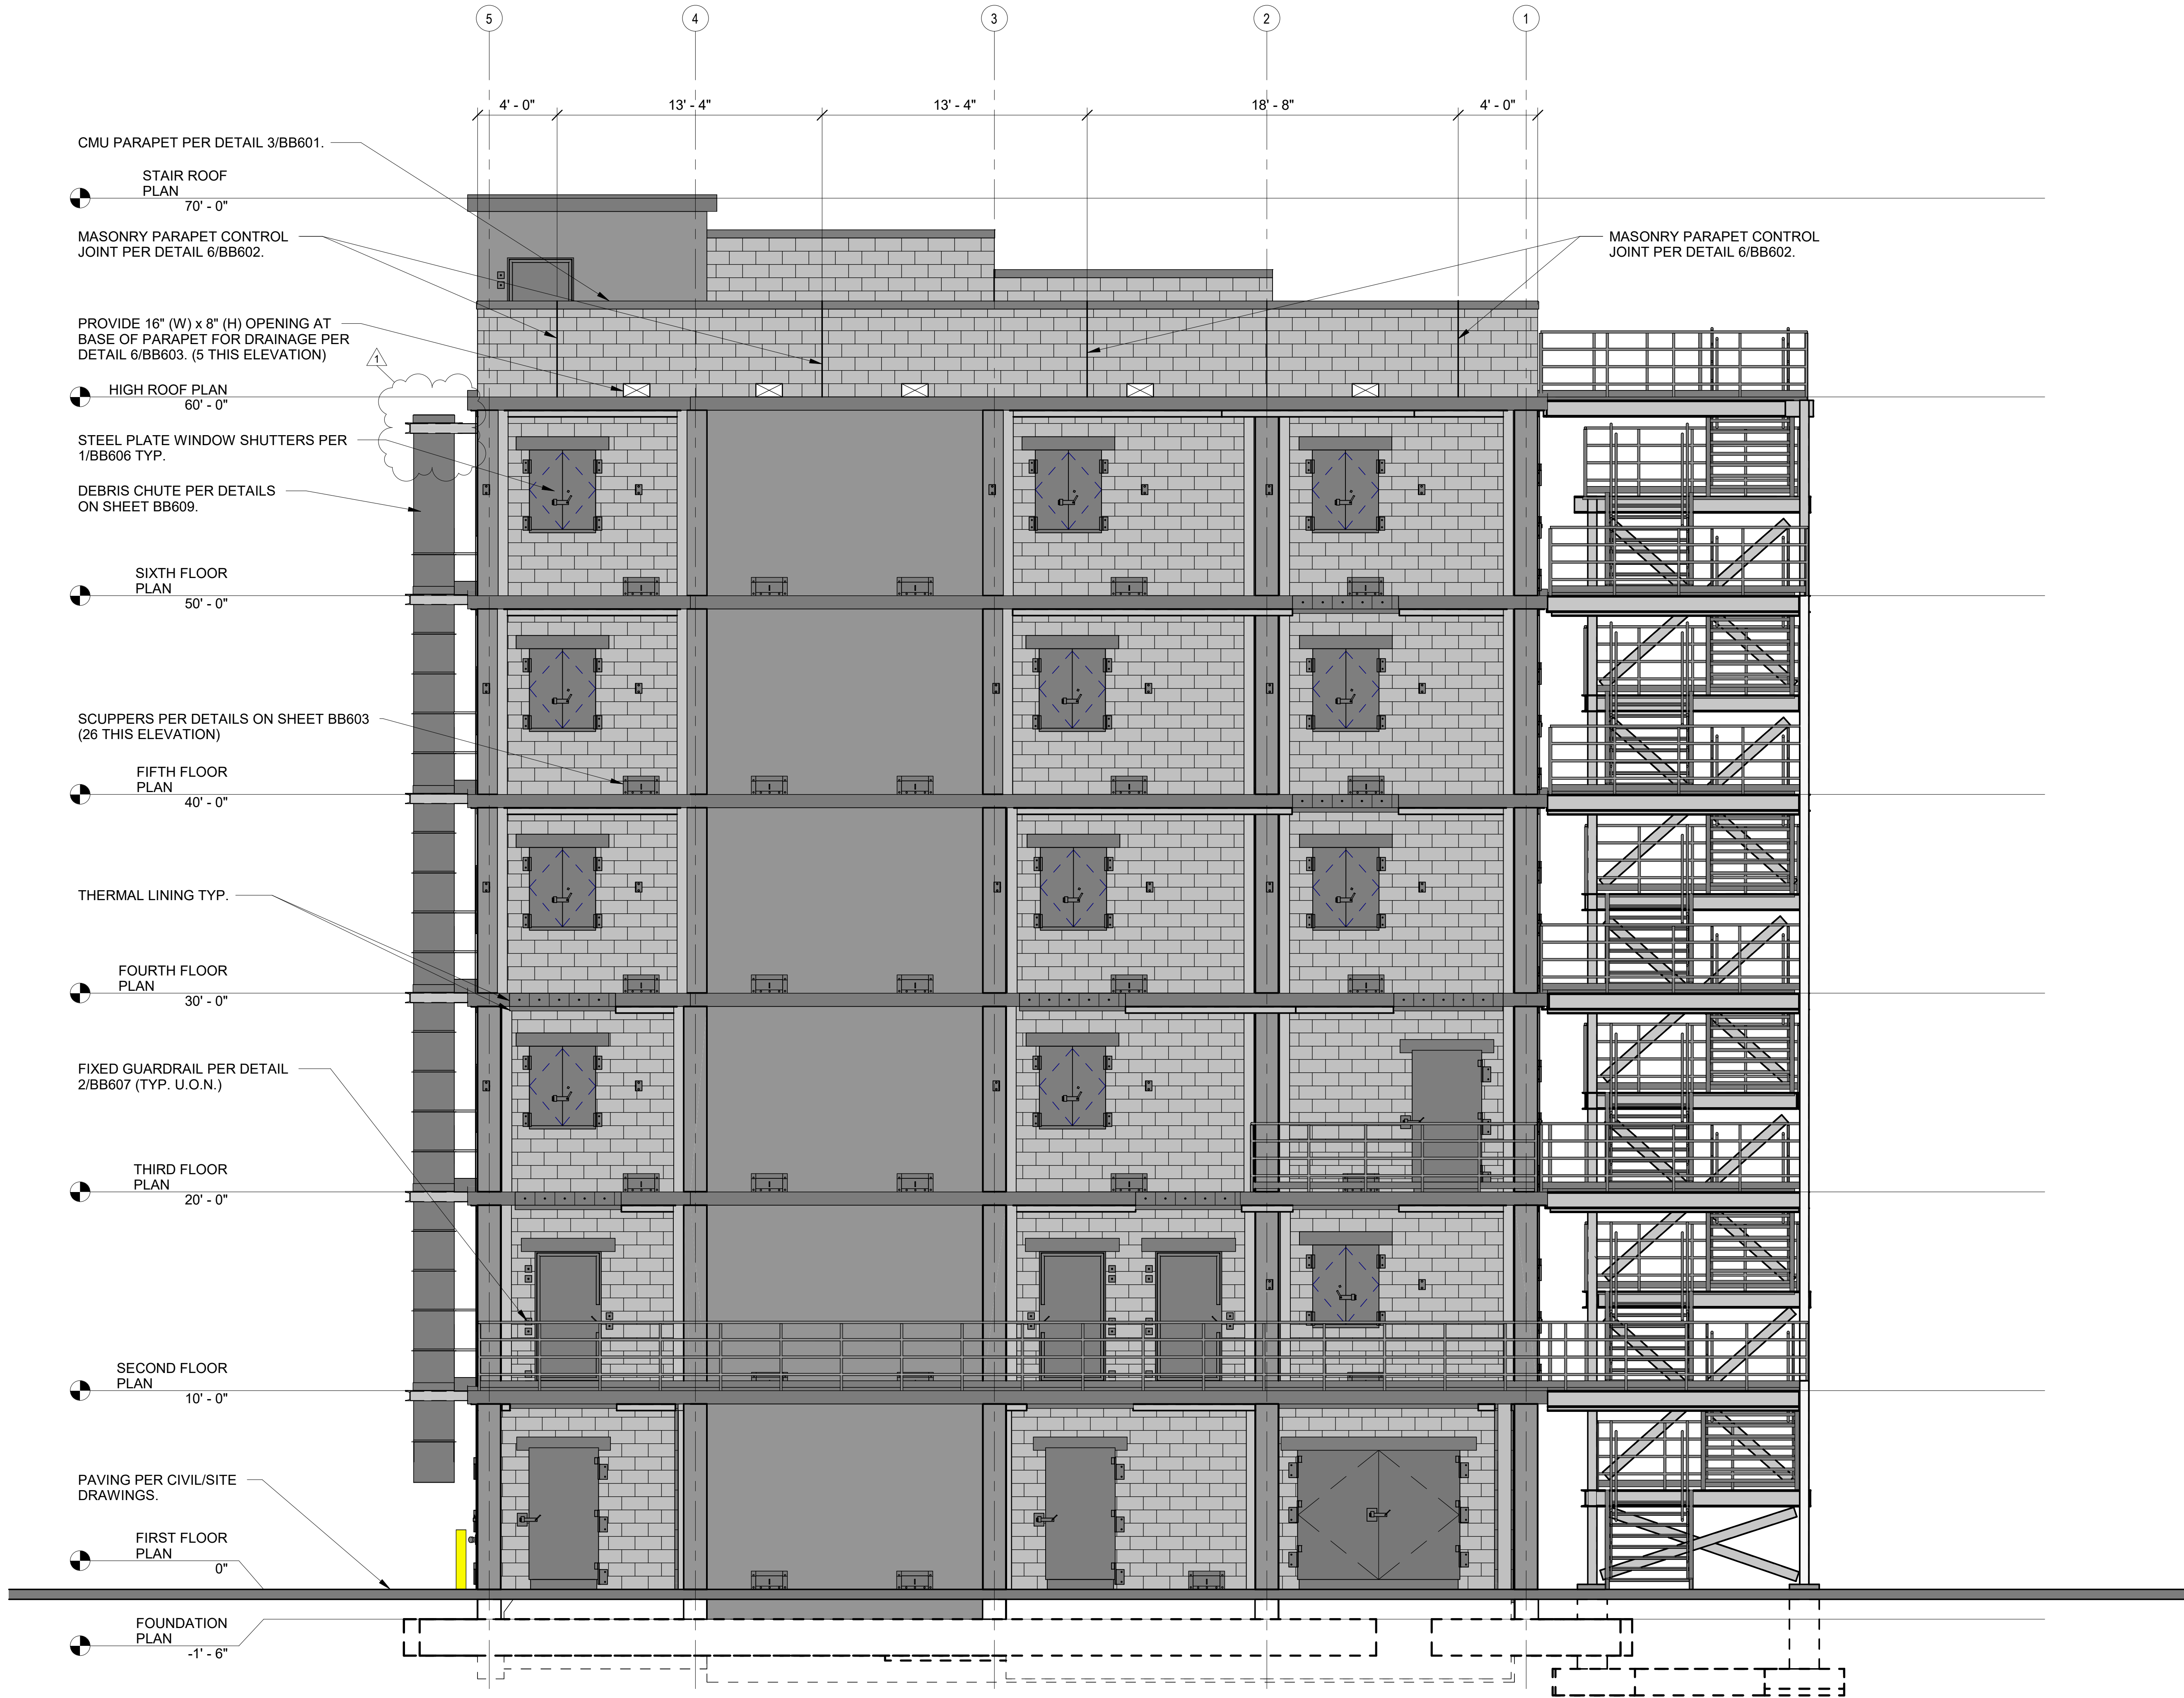 5
4
3
2
1
4' - 0"
13' - 4"
13' - 4"
18' - 8"
4' - 0"
CMU PARAPET PER DETAIL 3/BB601.
STAIR ROOF
PLAN
70' - 0"
MASONRY PARAPET CONTROL
JOINT PER DETAIL 6/BB602.
MASONRY PARAPET CONTROL
JOINT PER DETAIL 6/BB602.
PROVIDE 16" (W) x 8" (H) OPENING AT
BASE OF PARAPET FOR DRAINAGE PER
DETAIL 6/BB603. (5 THIS ELEVATION)
1
HIGH ROOF PLAN
60' - 0"
STEEL PLATE WINDOW SHUTTERS PER
1/BB606 TYP.
DEBRIS CHUTE PER DETAILS
ON SHEET BB609.
SIXTH FLOOR
PLAN
50' - 0"
SCUPPERS PER DETAILS ON SHEET BB603
(26 THIS ELEVATION)
FIFTH FLOOR
PLAN
40' - 0"
THERMAL LINING TYP.
FOURTH FLOOR
PLAN
30' - 0"
FIXED GUARDRAIL PER DETAIL
2/BB607 (TYP. U.O.N.)
THIRD FLOOR
PLAN
20' - 0"
SECOND FLOOR
PLAN
10' - 0"
PAVING PER CIVIL/SITE
DRAWINGS.
FIRST FLOOR
PLAN
0"
FOUNDATION
PLAN
-1' - 6"